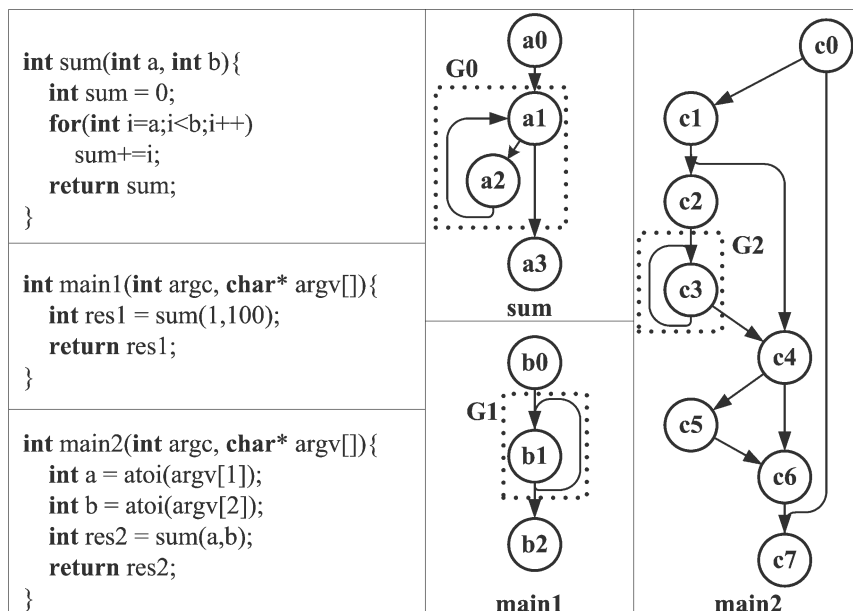 int sum(int a, int b){
int sum = 0;
for(int i=a;i<b;i++)
sum+=i;
return sum;
}
int main1(int argc, char* argv[]){
int res1 = sum(1,100);
return res1;
}
int main2(int argc, char* argv[]){
int a = atoi(argv[1]);
int b = atoi(argv[2]);
int res2 = sum(a,b);
return res2;
}
a0
G0
a1
a2
a3
sum
b0
G1
b1
b2
main1
c0
c1
c2
G2
c3
c4
c5
c6
c7
main2